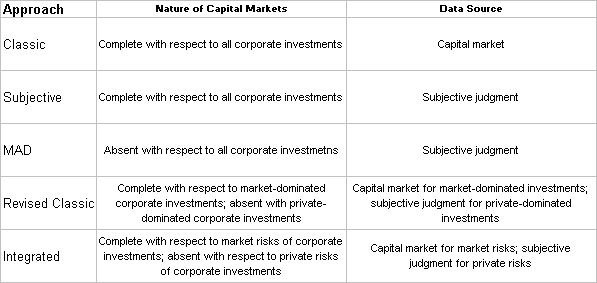 Approach Nature of Capital Markets Data Source
Classic Complete with respect to all corporate investments Capital market
Subjective Complete with respect to all corporate investments Subjective judgment
MAD Absent with respect to all corporate investmetns Subjective judgment
Revised Classic
Complete with respect to market-dominated
corporate investments; absent with private-
dominated corporate investments
Capital market for market-dominated investments;
subjective judgment for private-dominated
investments
Integrated
Complete with respect to market risks of corporate
investments; absent with respect to private risks
of corporate investments
Capital market for market risks; subjective
judgment for private risks